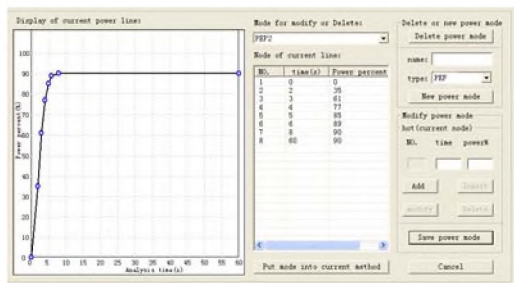 Display of current power line:
100
90
80
70
60
50
40
30
20
10
0
Power percent(%)
0 5 10 15 20 25 30 35 40 45 50 55 60
Analysis time(s)
Mode for modify or Delete:
PEP2
Node of current line:
NO. time(s) Power percent
1 0 0
2 2 35
3 3 61
4 4 77
5 5 85
6 6 89
7 8 90
8 60 90
Put mode into current method
Delete or new power mode
Delete power mode
name:
type: PEP
New power mode
Modify power mode
hot(current node)
NO. time power%
Add Insert
modify Delete
Save power mode
Cancel